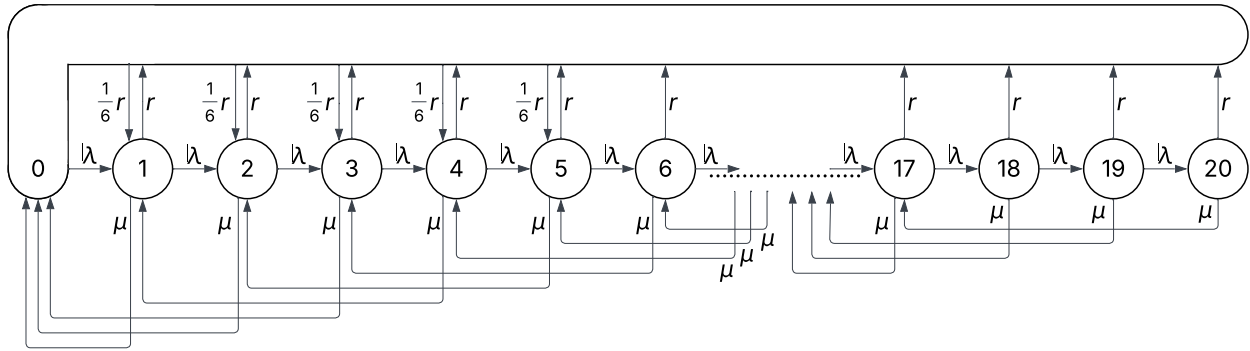 1/6 r r 1/6 r r 1/6 r r 1/6 r r 1/6 r r r r r r r
0 λ 1 λ 2 λ 3 λ 4 λ 5 λ 6 λ λ 17 λ 18 λ 19 λ 20
μ μ μ μ μ μ μ μ μ μ
μ
μ
μ